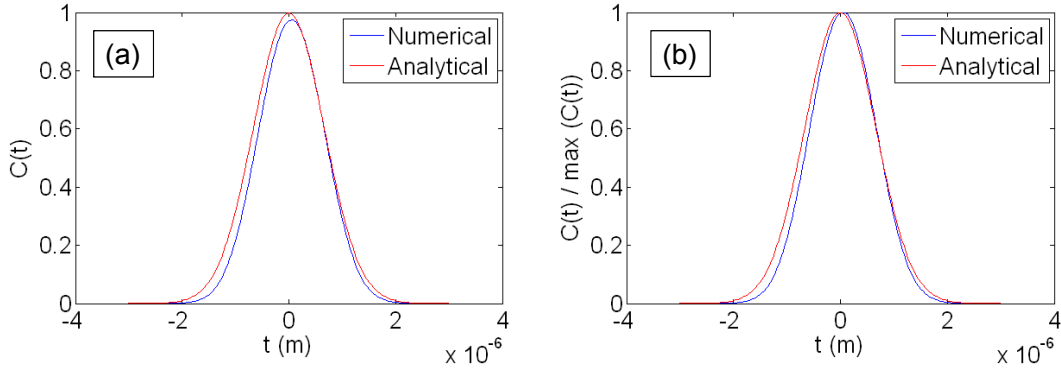 (a)
Numerical
Analytical
C(t)
1
0.8
0.6
0.4
0.2
0
-4
-2
0
2
4
t (m)
x 10^-6
(b)
Numerical
Analytical
C(t) / max (C(t))
1
0.8
0.6
0.4
0.2
0
-4
-2
0
2
4
t (m)
x 10^-6